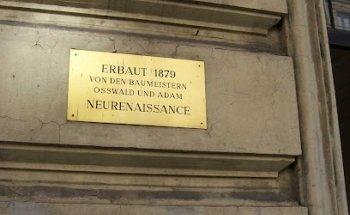 ERBAUT 1879
VON DEN BAUMEISTERN
OSSWALD UND ADAM
NEURENAISSANCE